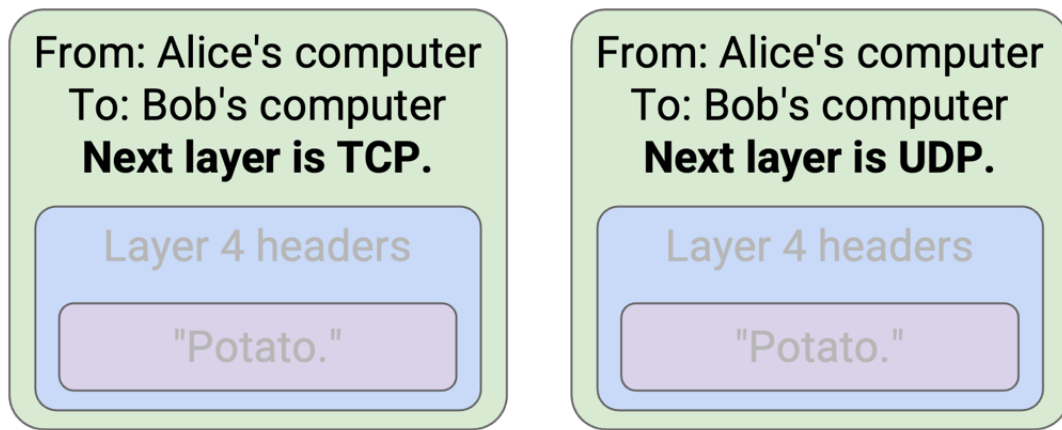 From: Alice's computer
To: Bob's computer
Next layer is TCP.
Layer 4 headers
"Potato."
From: Alice's computer
To: Bob's computer
Next layer is UDP.
Layer 4 headers
"Potato."